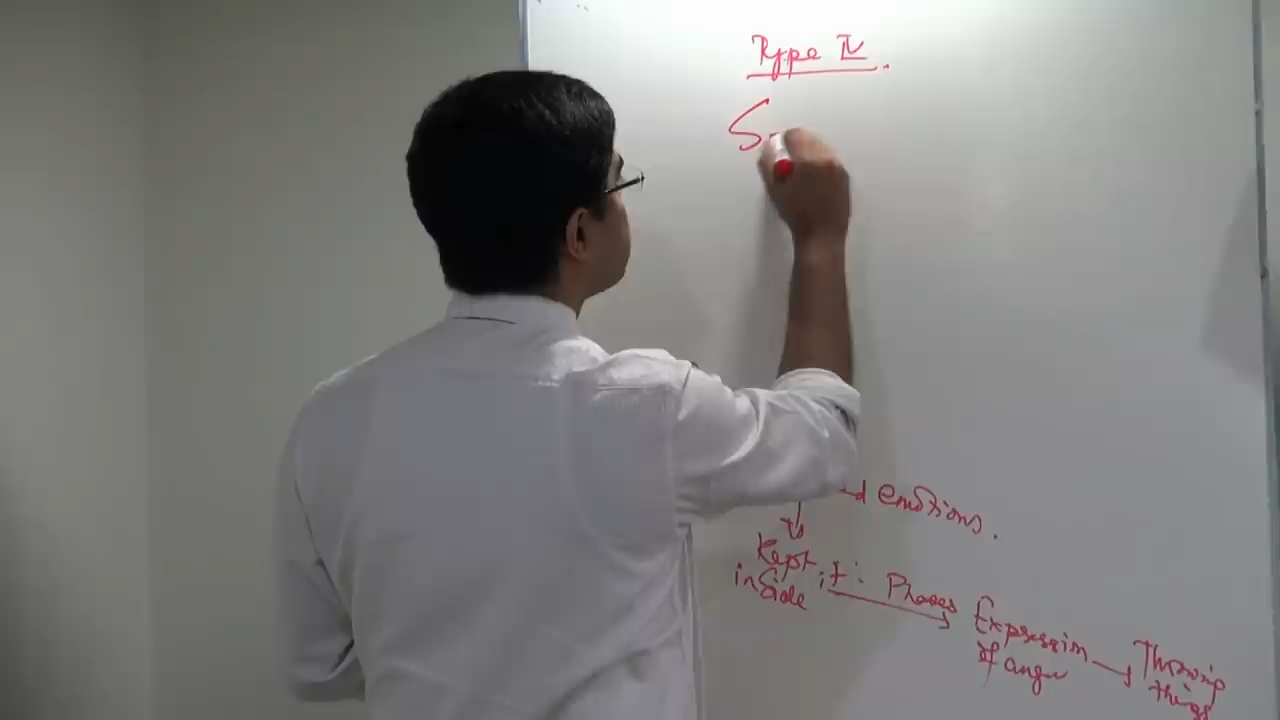 Type IV.
S
d emotions.
Kept
inside it: Phases Expression
of anger
Throwing
things